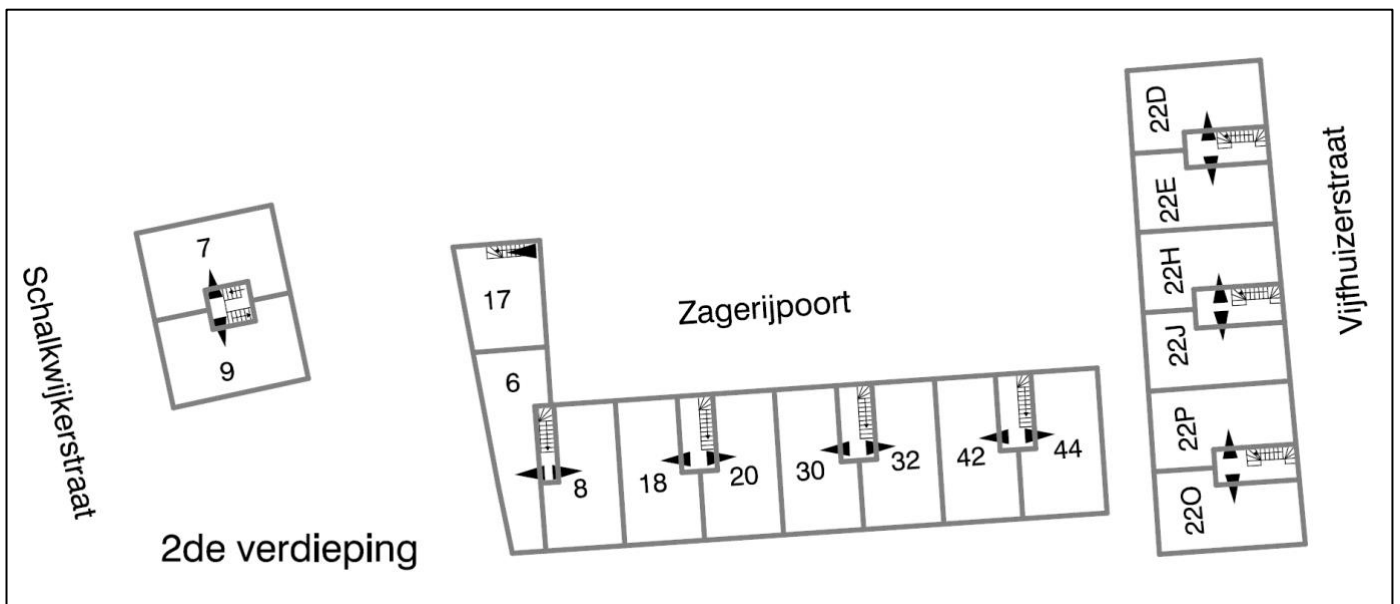 Schalkwijkerstraat
7
9
2de verdieping
17
6
8
18
20
30
32
42
44
Zagerijpoort
22D
22E
22H
22J
22P
22O
Vijfhuizerstraat